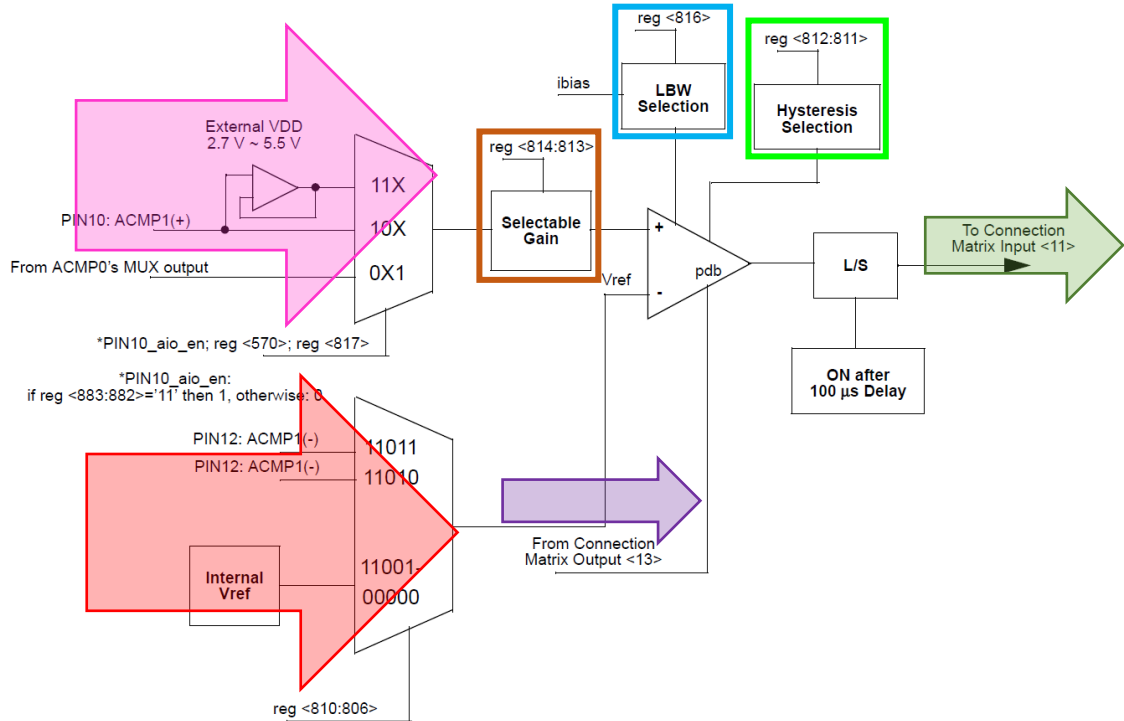 reg <816>
reg <812:811>
ibias
LBW
Selection
Hysteresis
Selection
External VDD
2.7 V ~ 5.5 V
reg <814:813>
11X
PIN10: ACMP1(+)
10X
Selectable
Gain
+
To Connection
Matrix Input <11>
From ACMP0's MUX output
0X1
pdb
L/S
Vref
-
*PIN10_aio_en; reg <570>; reg <817>
*PIN10_aio_en:
if reg <883:882>='11' then 1, otherwise: 0
ON after
100 µs Delay
PIN12: ACMP1(-)
11011
PIN12: ACMP1(-)
11010
From Connection
Matrix Output <13>
Internal
Vref
11001-
00000
reg <810:806>